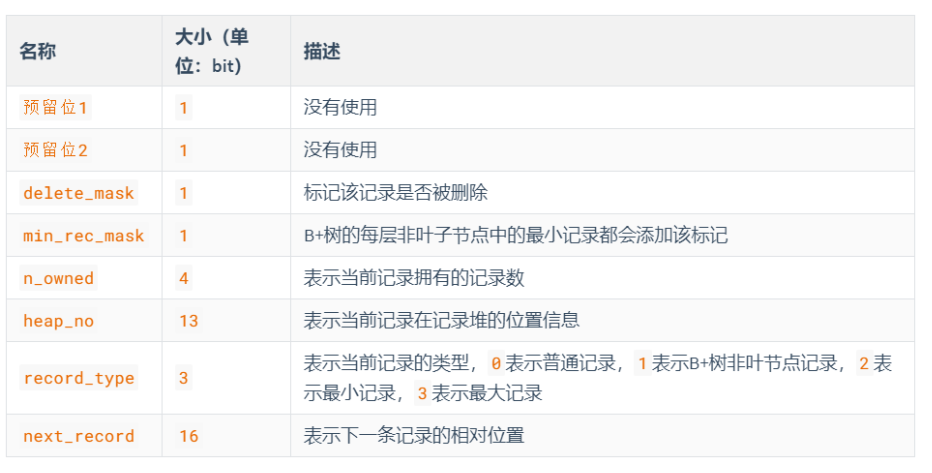 名称 大小（单位：bit） 描述
预留位1 1 没有使用
预留位2 1 没有使用
delete_mask 1 标记该记录是否被删除
min_rec_mask 1 B+树的每层非叶子节点中的最小记录都会添加该标记
n_owned 4 表示当前记录拥有的记录数
heap_no 13 表示当前记录在记录堆的位置信息
record_type 3 表示当前记录的类型，0 表示普通记录，1 表示B+树非叶节点记录，2 表
示最小记录，3 表示最大记录
next_record 16 表示下一条记录的相对位置